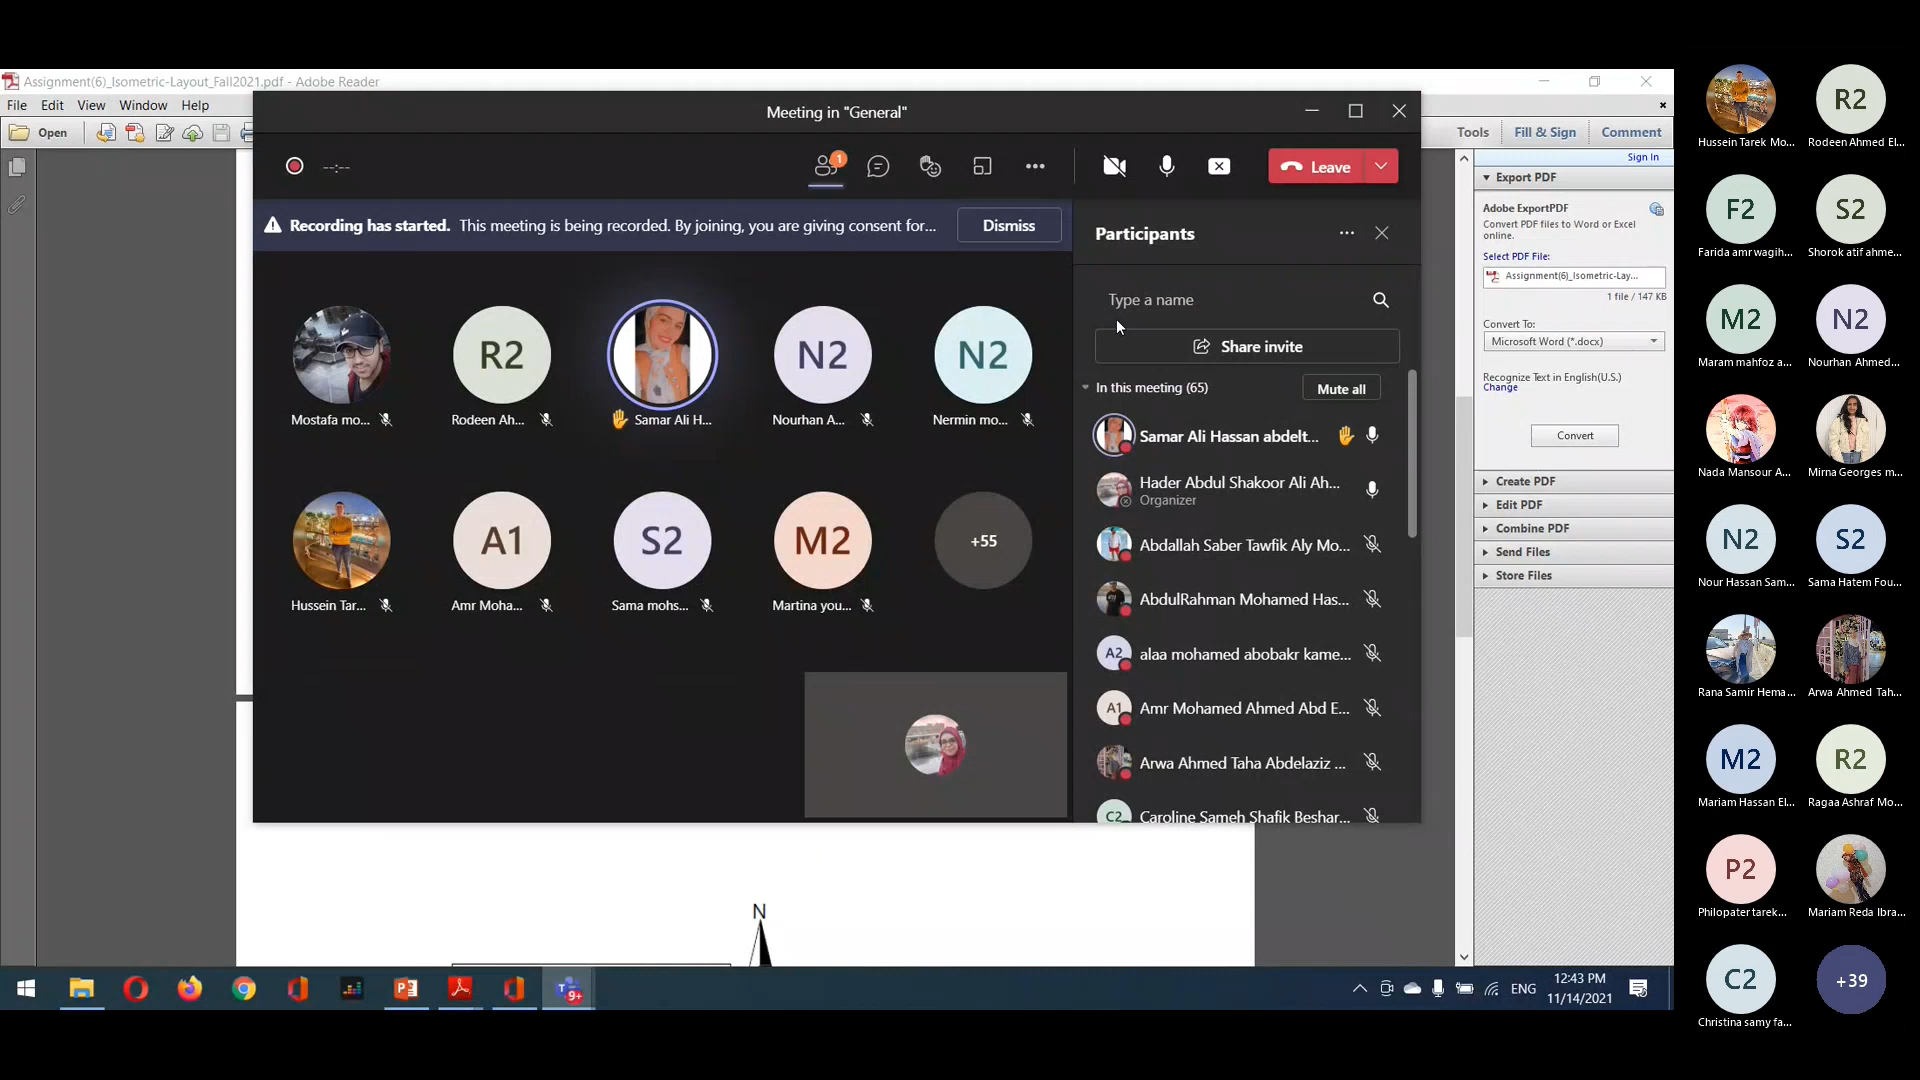 Assignment(6)_Isometric-Layout_Fall2021.pdf - Adobe Reader
File Edit View Window Help
Open
Tools Fill & Sign Comment
Sign In
Meeting in "General"
--:--
1
Leave
Recording has started. This meeting is being recorded. By joining, you are giving consent for...
Dismiss
Mostafa mo...
R2
Rodeen Ah...
Samar Ali H...
N2
Nourhan A...
N2
Nermin mo...
Hussein Tar...
A1
Amr Moha...
S2
Sama mohs...
M2
Martina you...
+55
Participants
Type a name
Share invite
In this meeting (65)
Mute all
Samar Ali Hassan abdelt...
Hader Abdul Shakoor Ali Ah...
Organizer
Abdallah Saber Tawfik Aly Mo...
AbdulRahman Mohamed Has...
A2
alaa mohamed abobakr kame...
A1
Amr Mohamed Ahmed Abd E...
Arwa Ahmed Taha Abdelaziz ...
C2
Caroline Sameh Shafik Beshar...
Export PDF
Adobe ExportPDF
Convert PDF files to Word or Excel
online.
Select PDF File:
Assignment(6)_Isometric-Lay...
1 file / 147 KB
Convert To:
Microsoft Word (*.docx)
Recognize Text in English(U.S.)
Change
Convert
Create PDF
Edit PDF
Combine PDF
Send Files
Store Files
N
9+
ENG
12:43 PM
11/14/2021
Hussein Tarek Mo...
R2
Rodeen Ahmed El...
F2
Farida amr wagih...
S2
Shorok atif ahme...
M2
Maram mahfoz a...
N2
Nourhan Ahmed...
Nada Mansour A...
Mirna Georges m...
N2
Nour Hassan Sam...
S2
Sama Hatem Fou...
Rana Samir Hema...
Arwa Ahmed Tah...
M2
Mariam Hassan El...
R2
Ragaa Ashraf Mo...
P2
Philopater tarek...
Mariam Reda Ibra...
C2
Christina samy fa...
+39